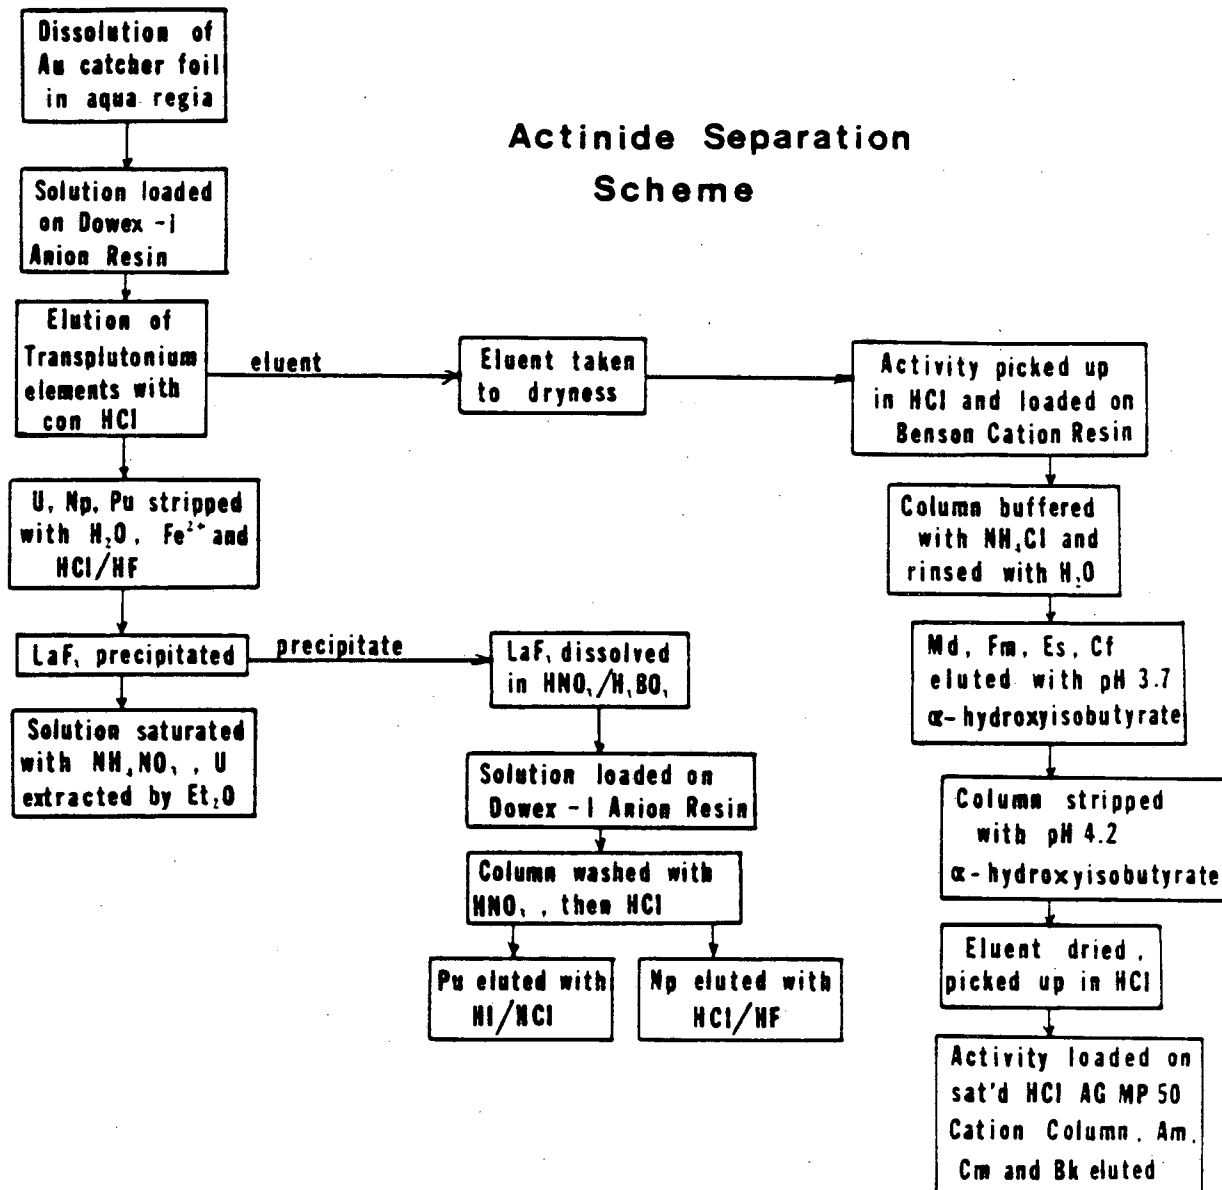 Actinide Separation
Scheme
Dissolution of
Au catcher foil
in aqua regia
Solution loaded
on Dowex -1
Anion Resin
Elution of
Transplutonium
elements with
con HCl
eluent
Eluent taken
to dryness
Activity picked up
in HCl and loaded on
Benson Cation Resin
U, Np, Pu stripped
with H₂O, Fe²⁺ and
HCl/HF
Column buffered
with NH₄Cl and
rinsed with H₂O
LaF₃ precipitated
precipitate
LaF₃ dissolved
in HNO₃/H₃BO₃
Md, Fm, Es, Cf
eluted with pH 3.7
α-hydroxyisobutyrate
Solution saturated
with NH₄NO₃, U
extracted by Et₂O
Solution loaded on
Dowex -1 Anion Resin
Column stripped
with pH 4.2
α-hydroxyisobutyrate
Column washed with
HNO₃, then HCl
Pu eluted with
HI/HCl
Np eluted with
HCl/HF
Eluent dried,
picked up in HCl
Activity loaded on
sat'd HCl AG MP 50
Cation Column, Am,
Cm and Bk eluted